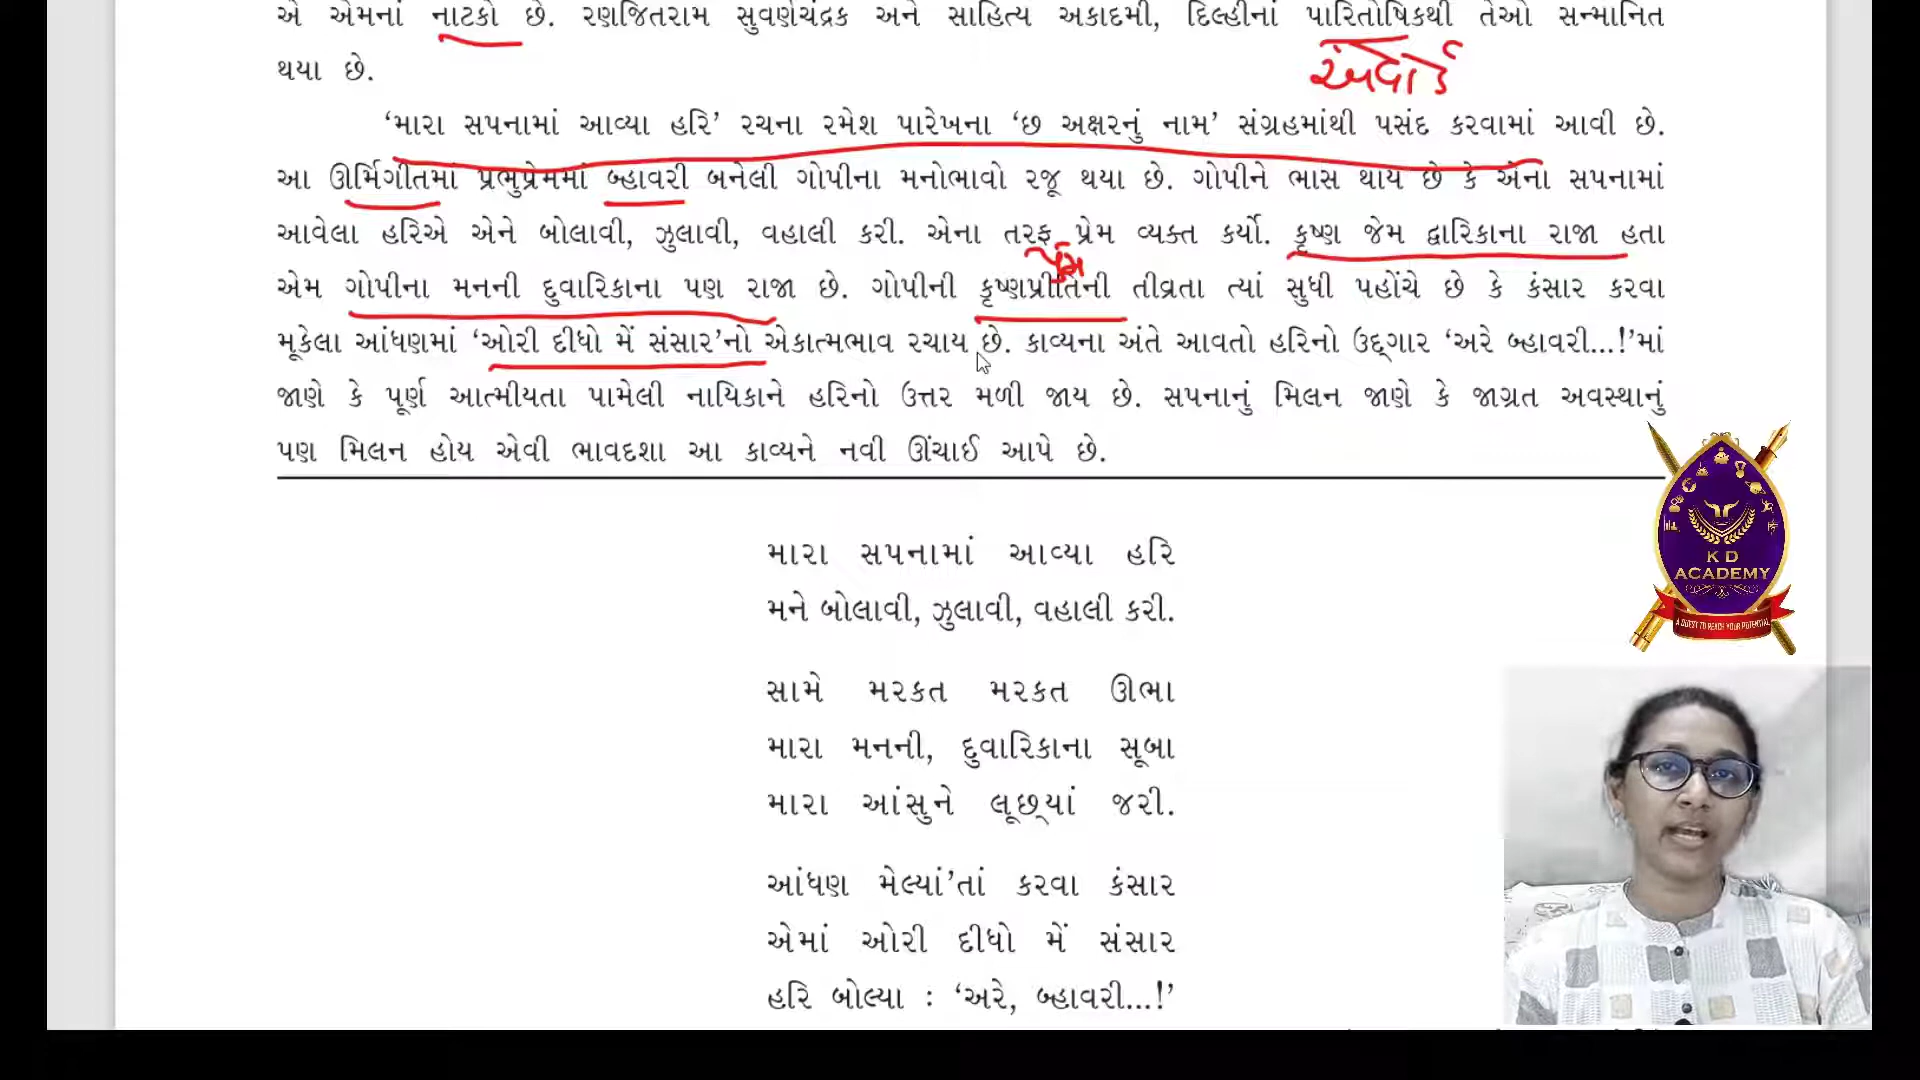 એ એમનાં નાટકો છે. રણજિતરામ સુવર્ણચંદ્રક અને સાહિત્ય અકાદમી, દિલ્હીનાં પારિતોષિકથી તેઓ સન્માનિત
થયા છે.
‘મારા સપનામાં આવ્યા હરિ’ રચના રમેશ પારેખના ‘છ અક્ષરનું નામ’ સંગ્રહમાંથી પસંદ કરવામાં આવી છે.
આ ઊર્મિગીતમાં પ્રભુપ્રેમમાં બ્હાવરી બનેલી ગોપીના મનોભાવો રજૂ થયા છે. ગોપીને ભાસ થાય છે કે એના સપનામાં
આવેલા હરિએ એને બોલાવી, ઝુલાવી, વહાલી કરી. એના તરફ પ્રેમ વ્યક્ત કર્યો. કૃષ્ણ જેમ દ્વારિકાના રાજા હતા
એમ ગોપીના મનની દુવારિકાના પણ રાજા છે. ગોપીની કૃષ્ણપ્રીતિની તીવ્રતા ત્યાં સુધી પહોંચે છે કે કંસાર કરવા
મૂકેલા આંધણમાં ‘ઓરી દીધો મેં સંસાર’નો એકાત્મભાવ રચાય છે. કાવ્યના અંતે આવતો હરિનો ઉદ્ગાર ‘અરે બ્હાવરી...!’માં
જાણે કે પૂર્ણ આત્મીયતા પામેલી નાયિકાને હરિનો ઉત્તર મળી જાય છે. સપનાનું મિલન જાણે કે જાગ્રત અવસ્થાનું
પણ મિલન હોય એવી ભાવદશા આ કાવ્યને નવી ઊંચાઈ આપે છે.
મારા સપનામાં આવ્યા હરિ
મને બોલાવી, ઝુલાવી, વહાલી કરી.
સામે મરકત મરકત ઊભા
મારા મનની, દુવારિકાના સૂબા
મારા આંસુને લૂછ્યાં જરી.
આંધણ મેલ્યાં’તાં કરવા કંસાર
એમાં ઓરી દીધો મેં સંસાર
હરિ બોલ્યા : ‘અરે, બ્હાવરી...!’
K D
ACADEMY
A QUEST TO REACH YOUR POTENTIAL